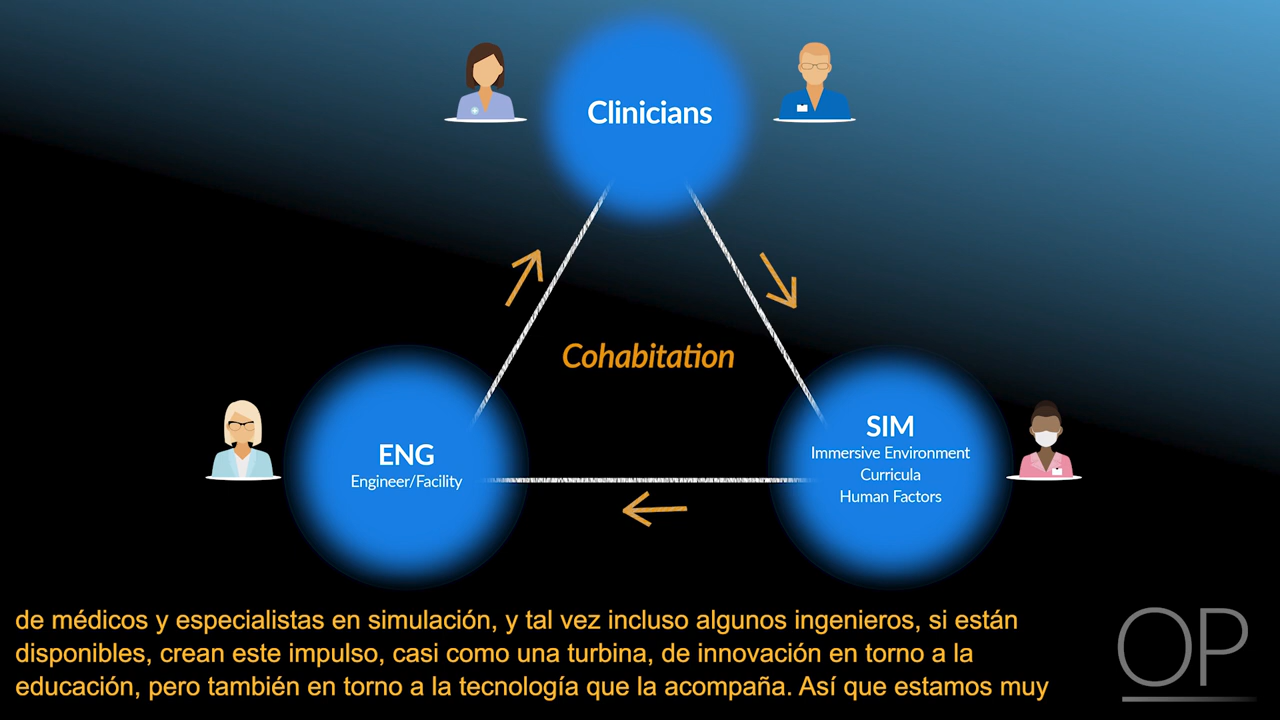 Clinicians
Cohabitation
ENG
Engineer/Facility
SIM
Immersive Environment
Curricula
Human Factors
de médicos y especialistas en simulación, y tal vez incluso algunos ingenieros, si están
disponibles, crean este impulso, casi como una turbina, de innovación en torno a la
educación, pero también en torno a la tecnología que la acompaña. Así que estamos muy
OP